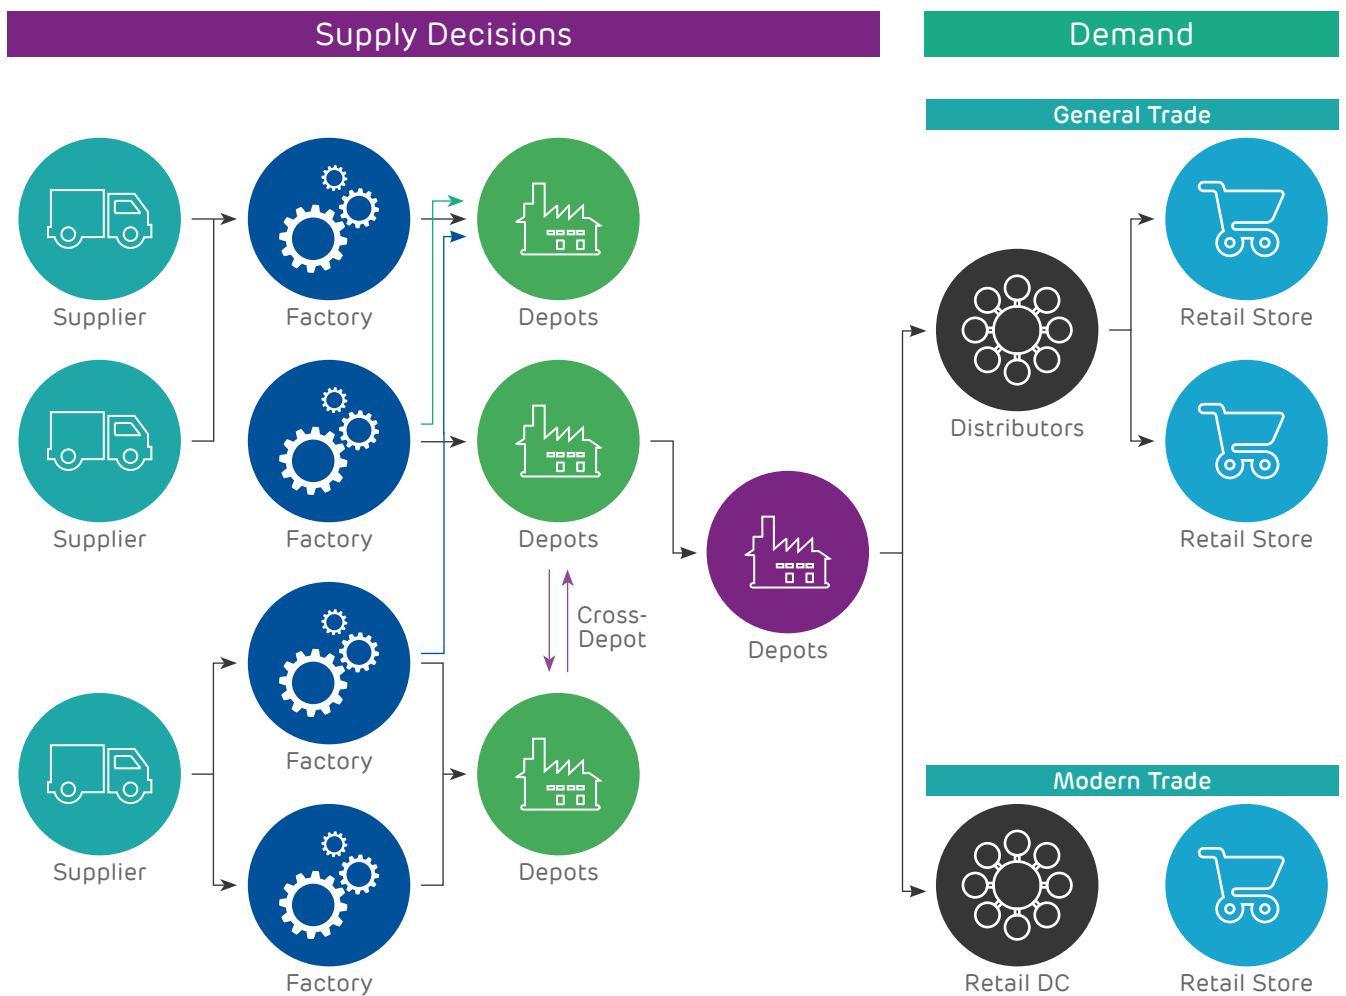 Supply Decisions
Demand
General Trade
Supplier
Factory
Depots
Retail Store
Distributors
Supplier
Factory
Depots
Retail Store
Cross-
Depot
Depots
Factory
Modern Trade
Supplier
Depots
Factory
Retail DC
Retail Store